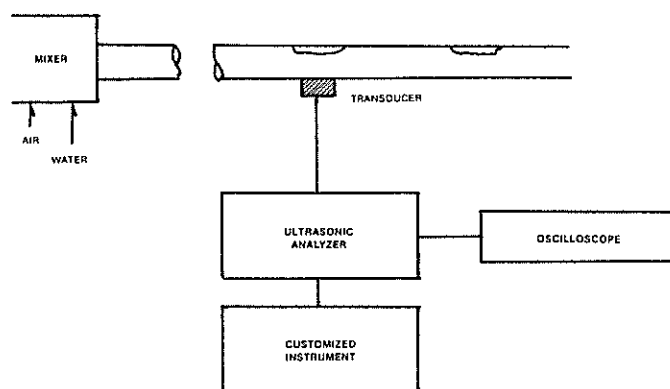 MIXER
TRANSDUCER
AIR
WATER
ULTRASONIC
ANALYZER
OSCILLOSCOPE
CUSTOMIZED
INSTRUMENT